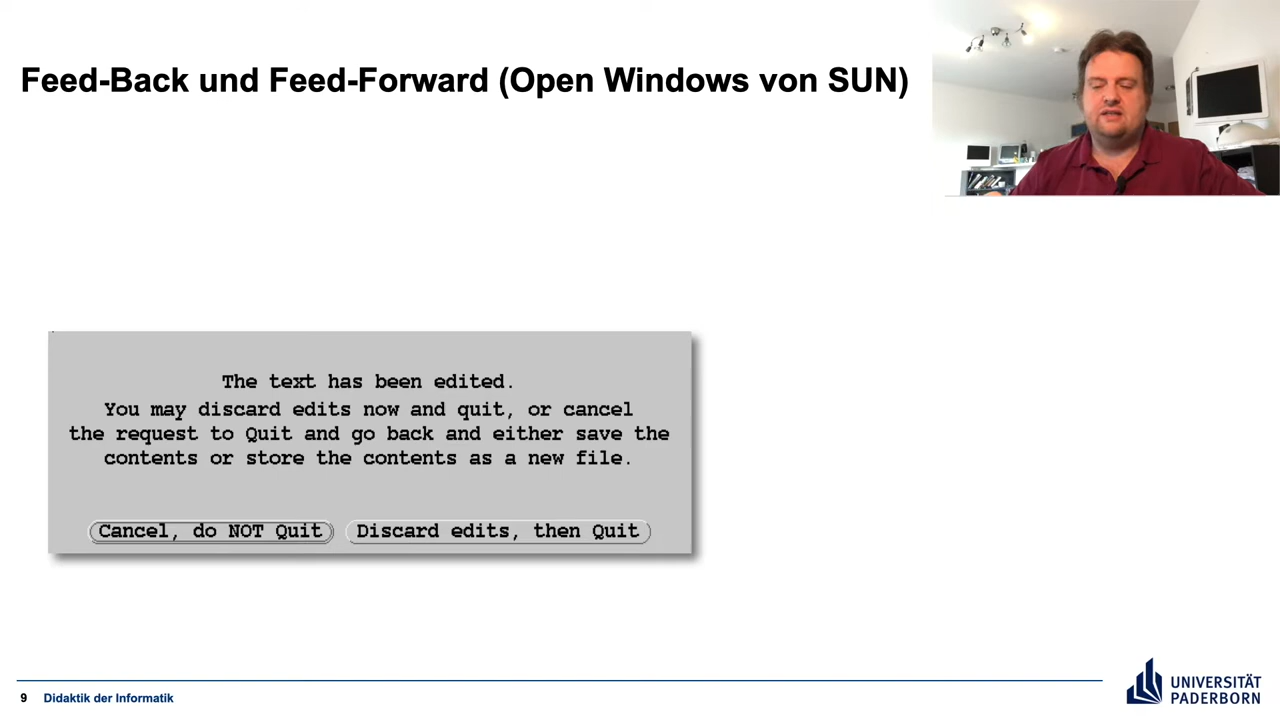 Feed-Back und Feed-Forward (Open Windows von SUN)
The text has been edited.
You may discard edits now and quit, or cancel
the request to Quit and go back and either save the
contents or store the contents as a new file.
Cancel, do NOT Quit
Discard edits, then Quit
9 Didaktik der Informatik
UNIVERSITÄT
PADERBORN